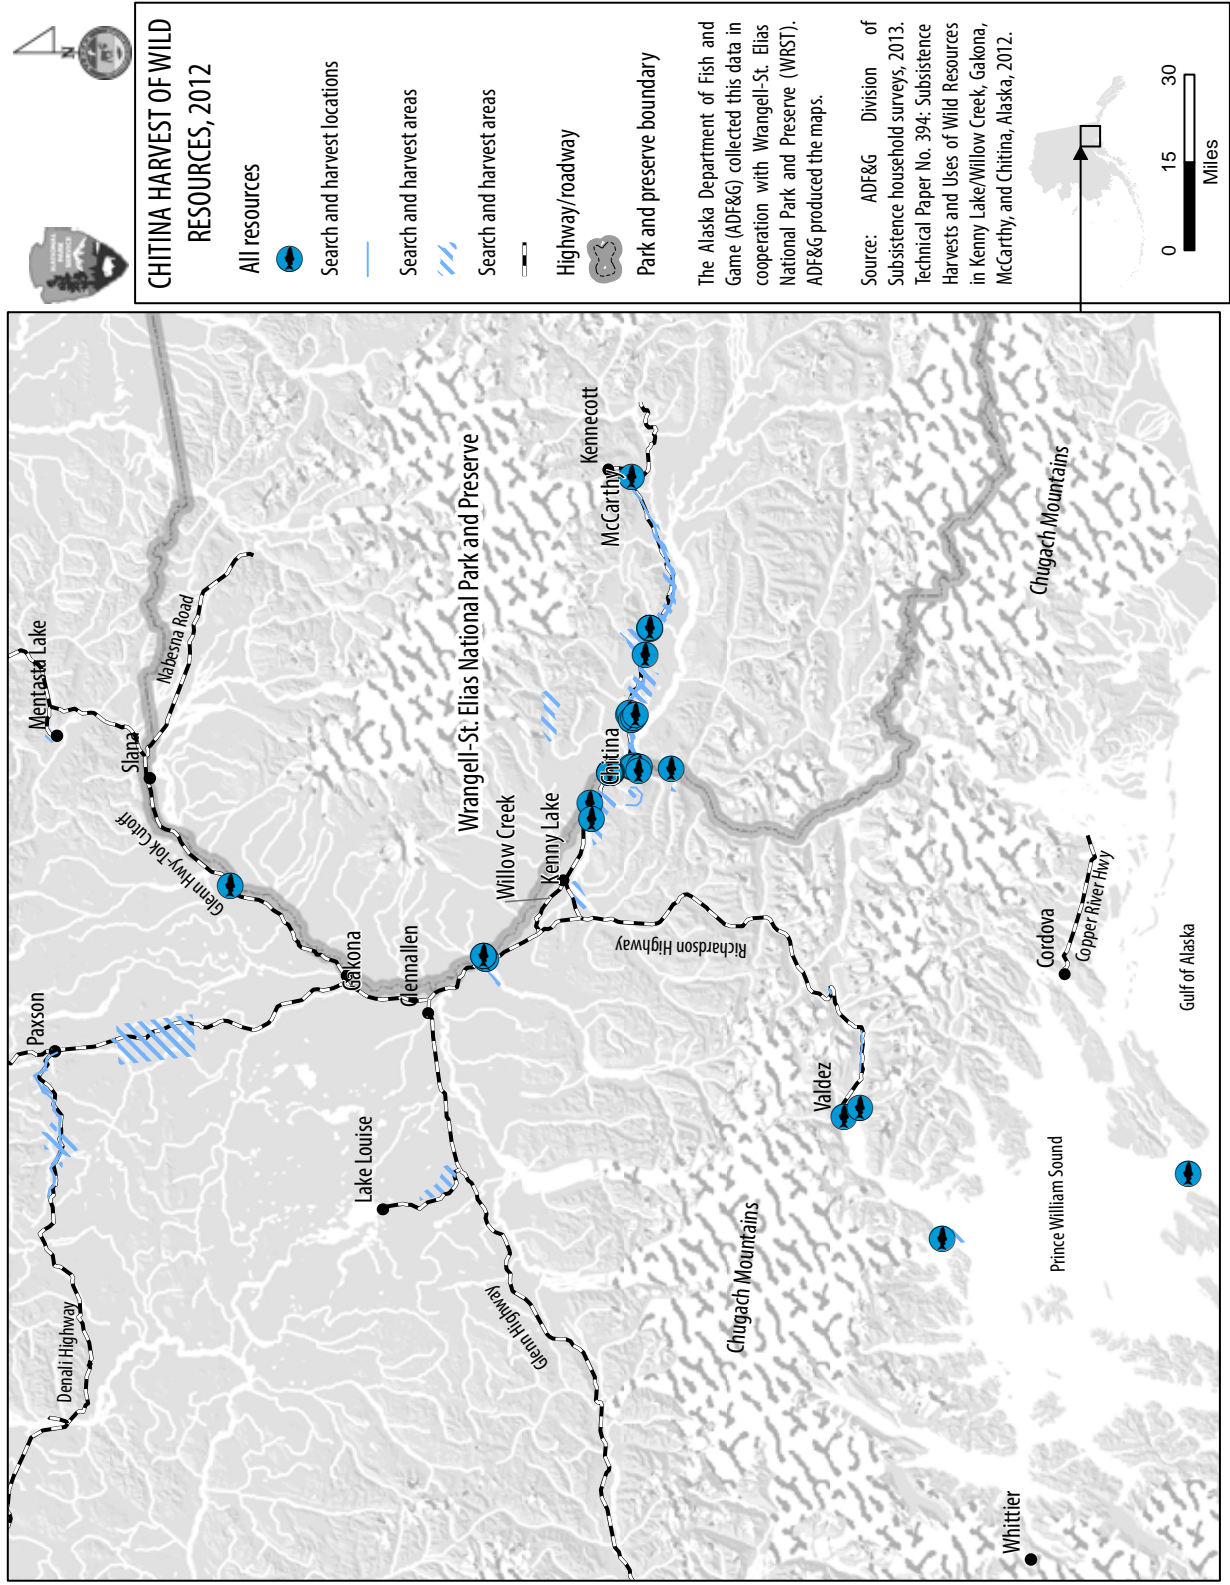 CHITINA HARVEST OF WILD
RESOURCES, 2012
All resources
Search and harvest locations
Search and harvest areas
Search and harvest areas
Highway/roadway
Park and preserve boundary
The Alaska Department of Fish and
Game (ADF&G) collected this data in
cooperation with Wrangell-St. Elias
National Park and Preserve (WRST).
ADF&G produced the maps.
Source: ADF&G Division of
Subsistence household surveys, 2013.
Technical Paper No. 394: Subsistence
Harvests and Uses of Wild Resources
in Kenny Lake/Willow Creek, Gakona,
McCarthy, and Chitina, Alaska, 2012.
0 15 30
Miles
N
NATIONAL
PARK
SERVICE
Denali Highway
Paxson
Mentasta Lake
Slana
Nabesna Road
Glenn Hwy-Tok Cutoff
Gakona
Lake Louise
Glennallen
Glenn Highway
Wrangell-St. Elias National Park and Preserve
Willow Creek
Kenny Lake
Chitina
McCarthy
Kennecott
Richardson Highway
Chugach Mountains
Valdez
Chugach Mountains
Cordova
Copper River Hwy
Whittier
Prince William Sound
Gulf of Alaska